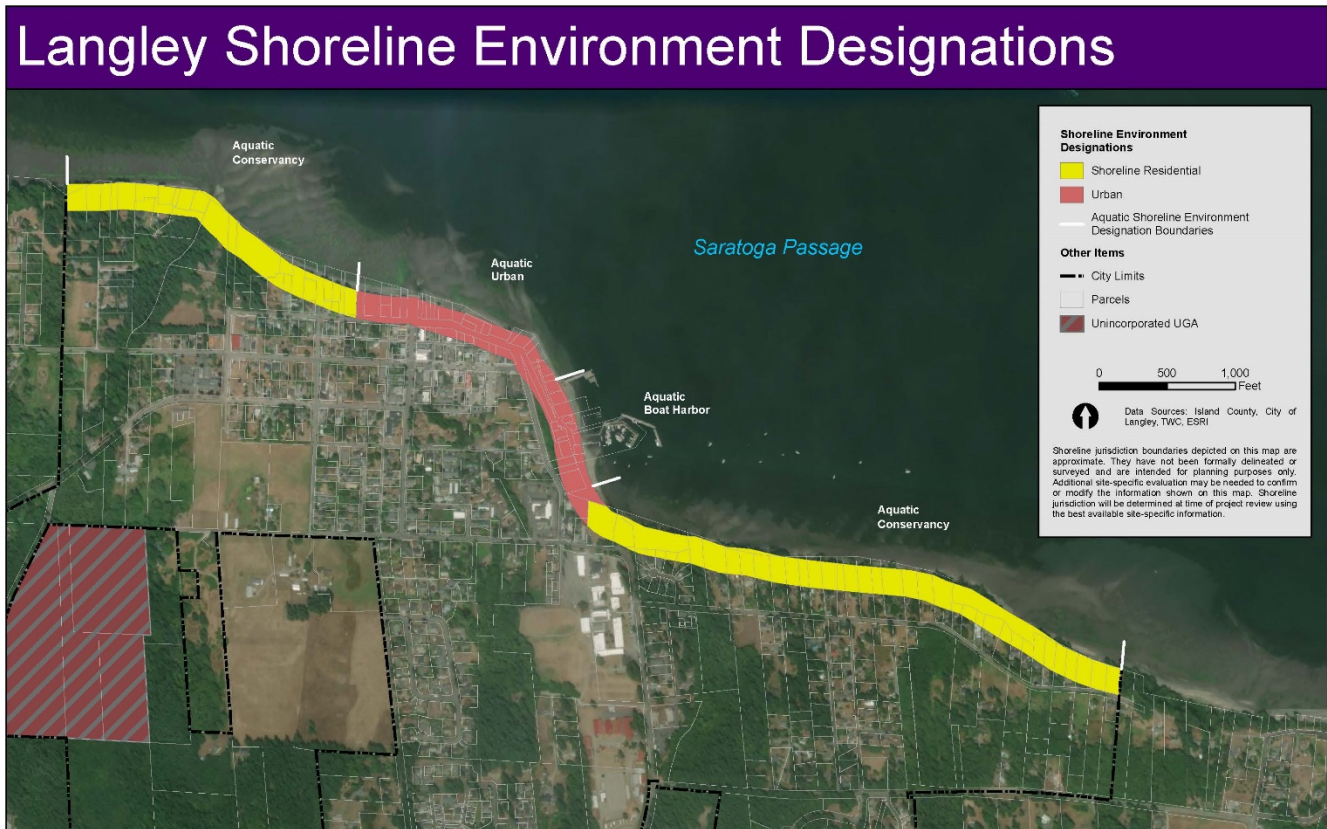 Langley Shoreline Environment Designations
Aquatic
Conservancy
Aquatic
Urban
Saratoga Passage
Aquatic
Boat Harbor
Aquatic
Conservancy
Shoreline Environment
Designations
Shoreline Residential
Urban
Aquatic Shoreline Environment
Designation Boundaries
Other Items
City Limits
Parcels
Unincorporated UGA
0 500 1,000
Feet
Data Sources: Island County, City of
Langley, TWC, ESRI
Shoreline jurisdiction boundaries depicted on this map are
approximate. They have not been formally delineated or
surveyed and are intended for planning purposes only.
Additional site-specific evaluation may be needed to confirm
or modify the information shown on this map. Shoreline
jurisdiction will be determined at time of project review using
the best available site-specific information.